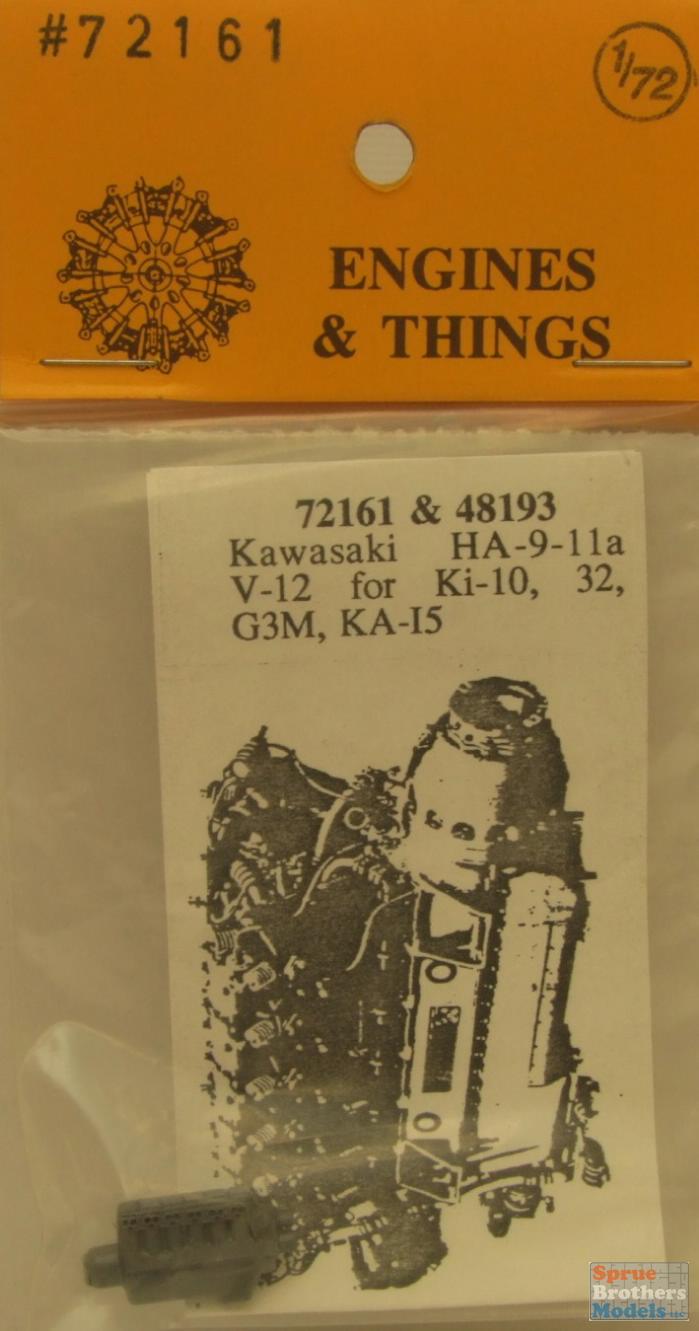 #72161
1/72
ENGINES
& THINGS
72161 & 48193
Kawasaki HA-9-11a
V-12 for Ki-10, 32,
G3M, KA-I5
Sprue
Brothers
Models LLC